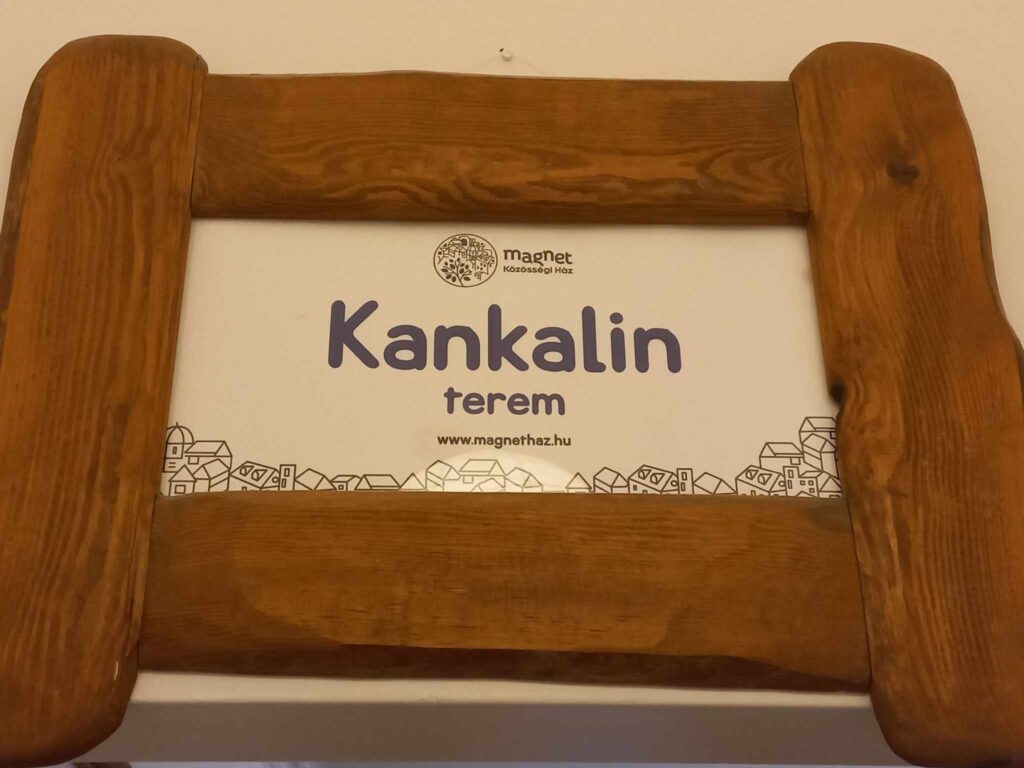 magnet
Közösségi Ház
Kankalin
terem
www.magnethaz.hu